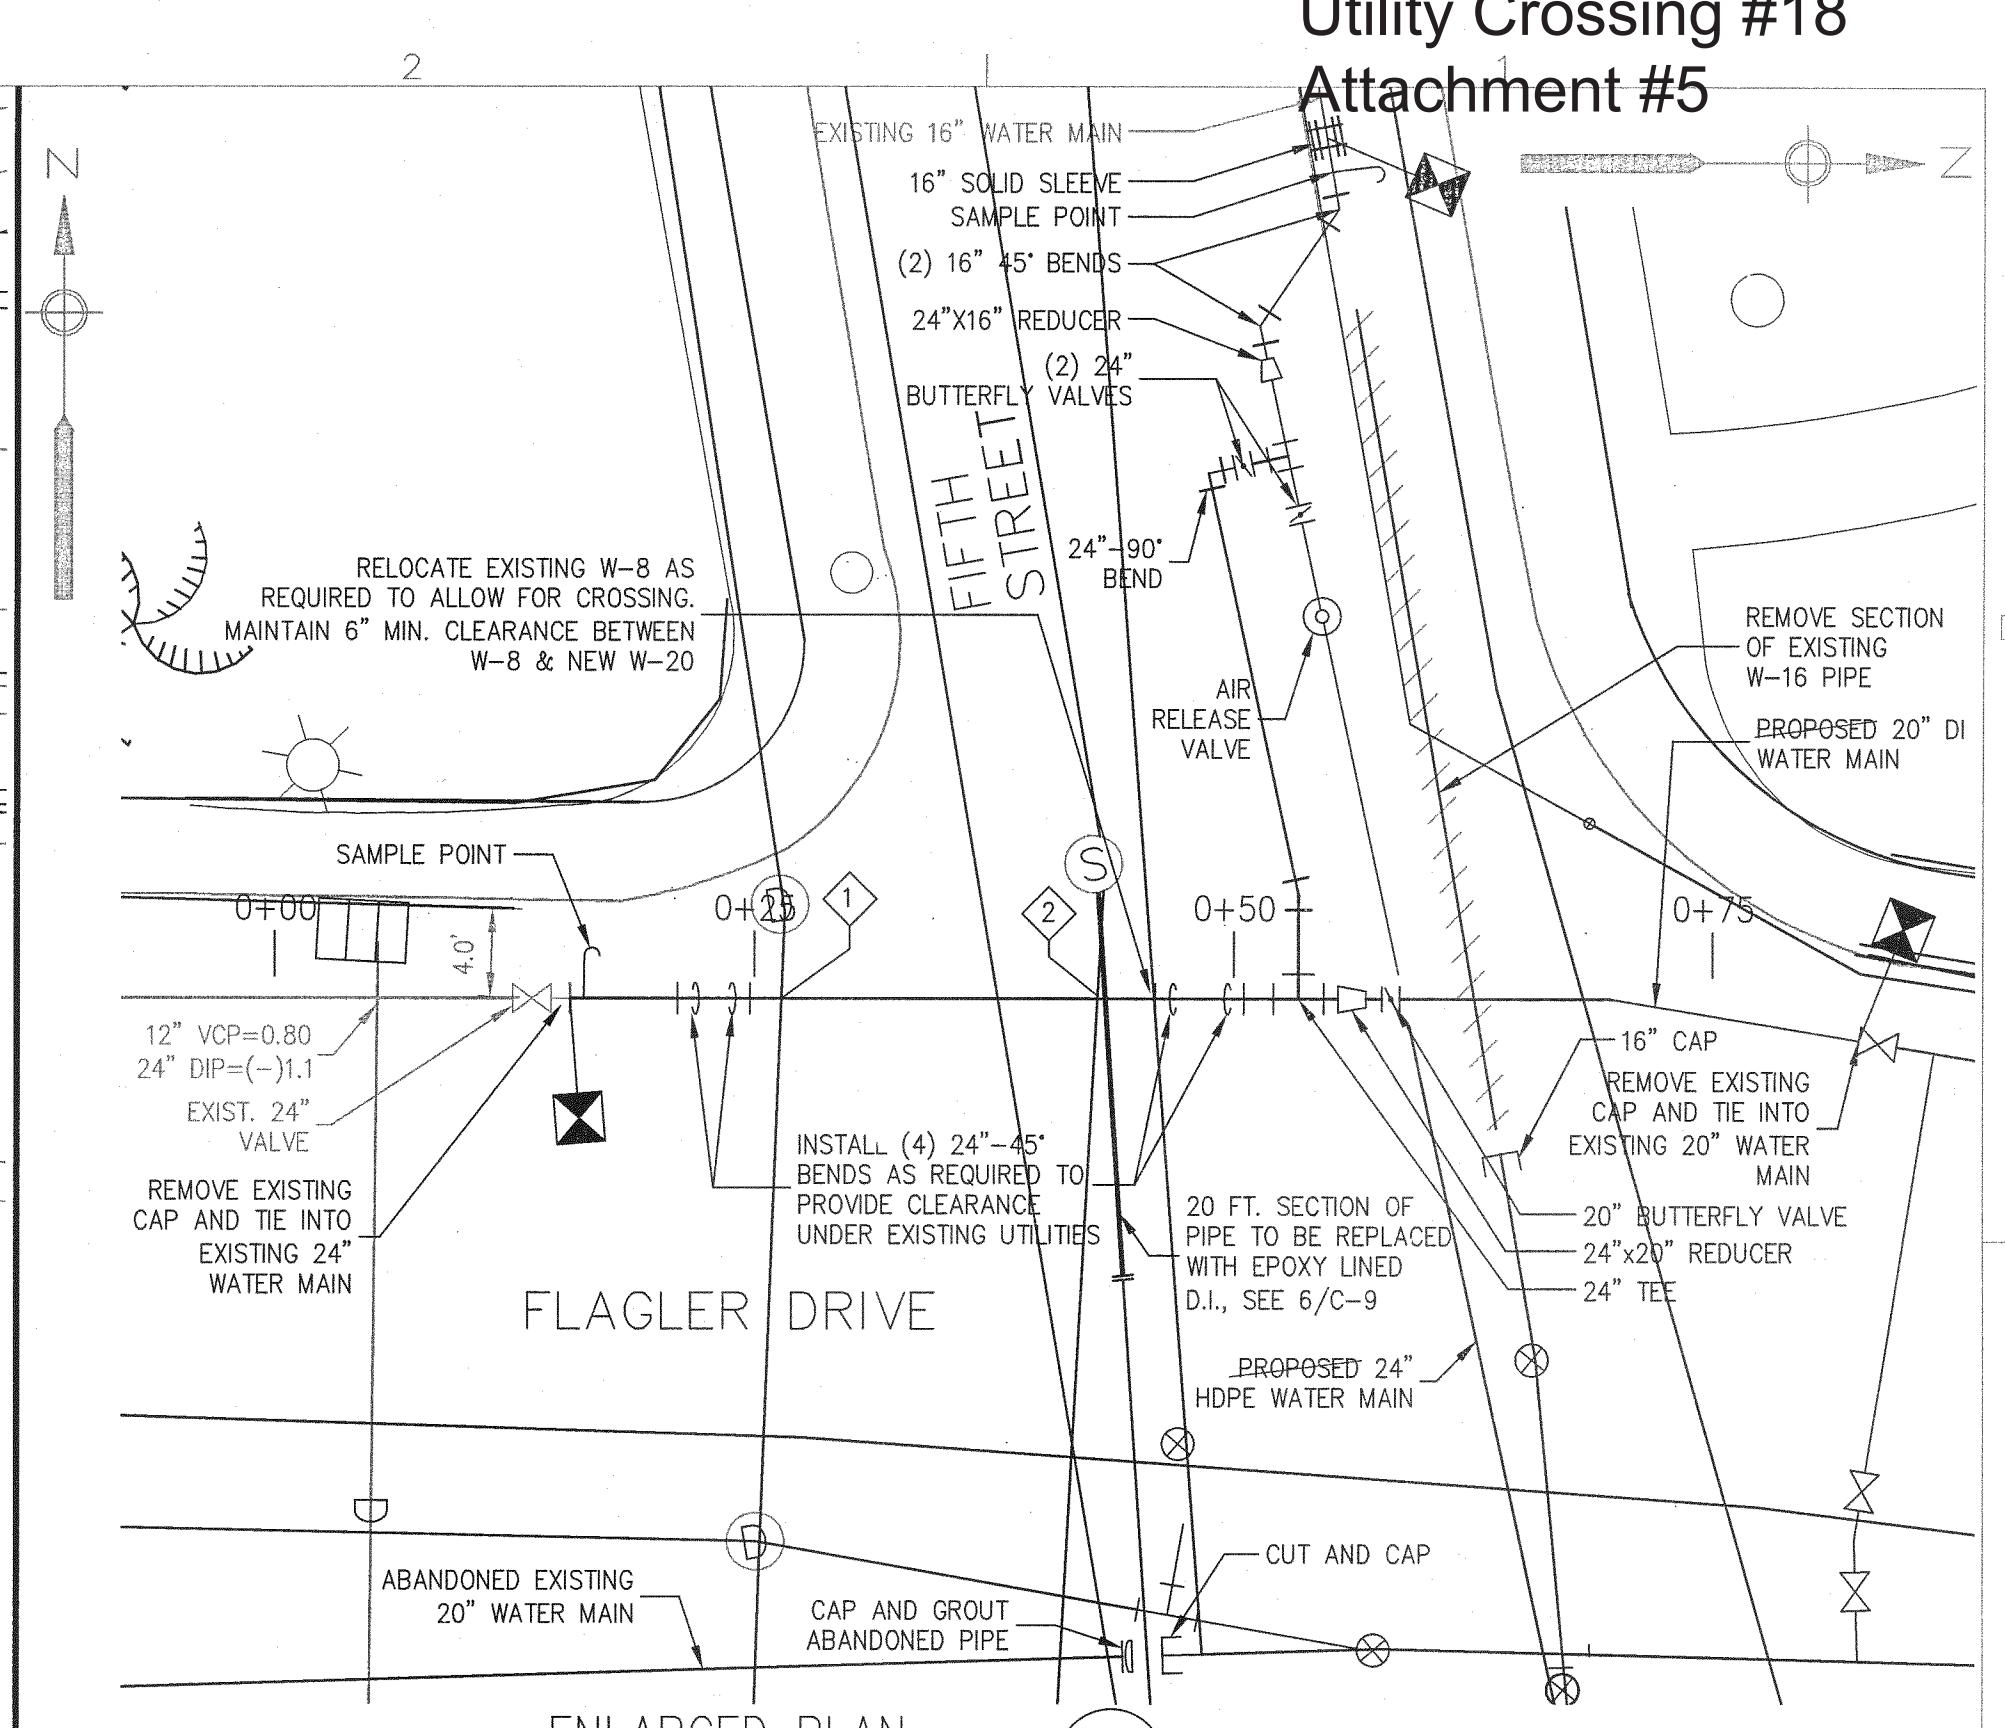 Utility Crossing #18
Attachment #5
2
1
N
N
EXISTING 16" WATER MAIN
16" SOLID SLEEVE
SAMPLE POINT
(2) 16" 45° BENDS
24"X16" REDUCER
(2) 24"
BUTTERFLY VALVES
FIFTH
STREET
24"-90°
BEND
RELOCATE EXISTING W-8 AS
REQUIRED TO ALLOW FOR CROSSING.
MAINTAIN 6" MIN. CLEARANCE BETWEEN
W-8 & NEW W-20
AIR
RELEASE
VALVE
REMOVE SECTION
OF EXISTING
W-16 PIPE
PROPOSED 20" DI
WATER MAIN
SAMPLE POINT
S
0+00
0+25
D
1
2
0+50
0+75
4.0'
12" VCP=0.80
24" DIP=(-)1.1
EXIST. 24"
VALVE
REMOVE EXISTING
CAP AND TIE INTO
EXISTING 24"
WATER MAIN
INSTALL (4) 24"-45°
BENDS AS REQUIRED TO
PROVIDE CLEARANCE
UNDER EXISTING UTILITIES
20 FT. SECTION OF
PIPE TO BE REPLACED
WITH EPOXY LINED
D.I., SEE 6/C-9
16" CAP
REMOVE EXISTING
CAP AND TIE INTO
EXISTING 20" WATER
MAIN
20" BUTTERFLY VALVE
24"x20" REDUCER
24" TEE
FLAGLER DRIVE
PROPOSED 24"
HDPE WATER MAIN
D
CUT AND CAP
ABANDONED EXISTING
20" WATER MAIN
CAP AND GROUT
ABANDONED PIPE
ENLARGED PLAN